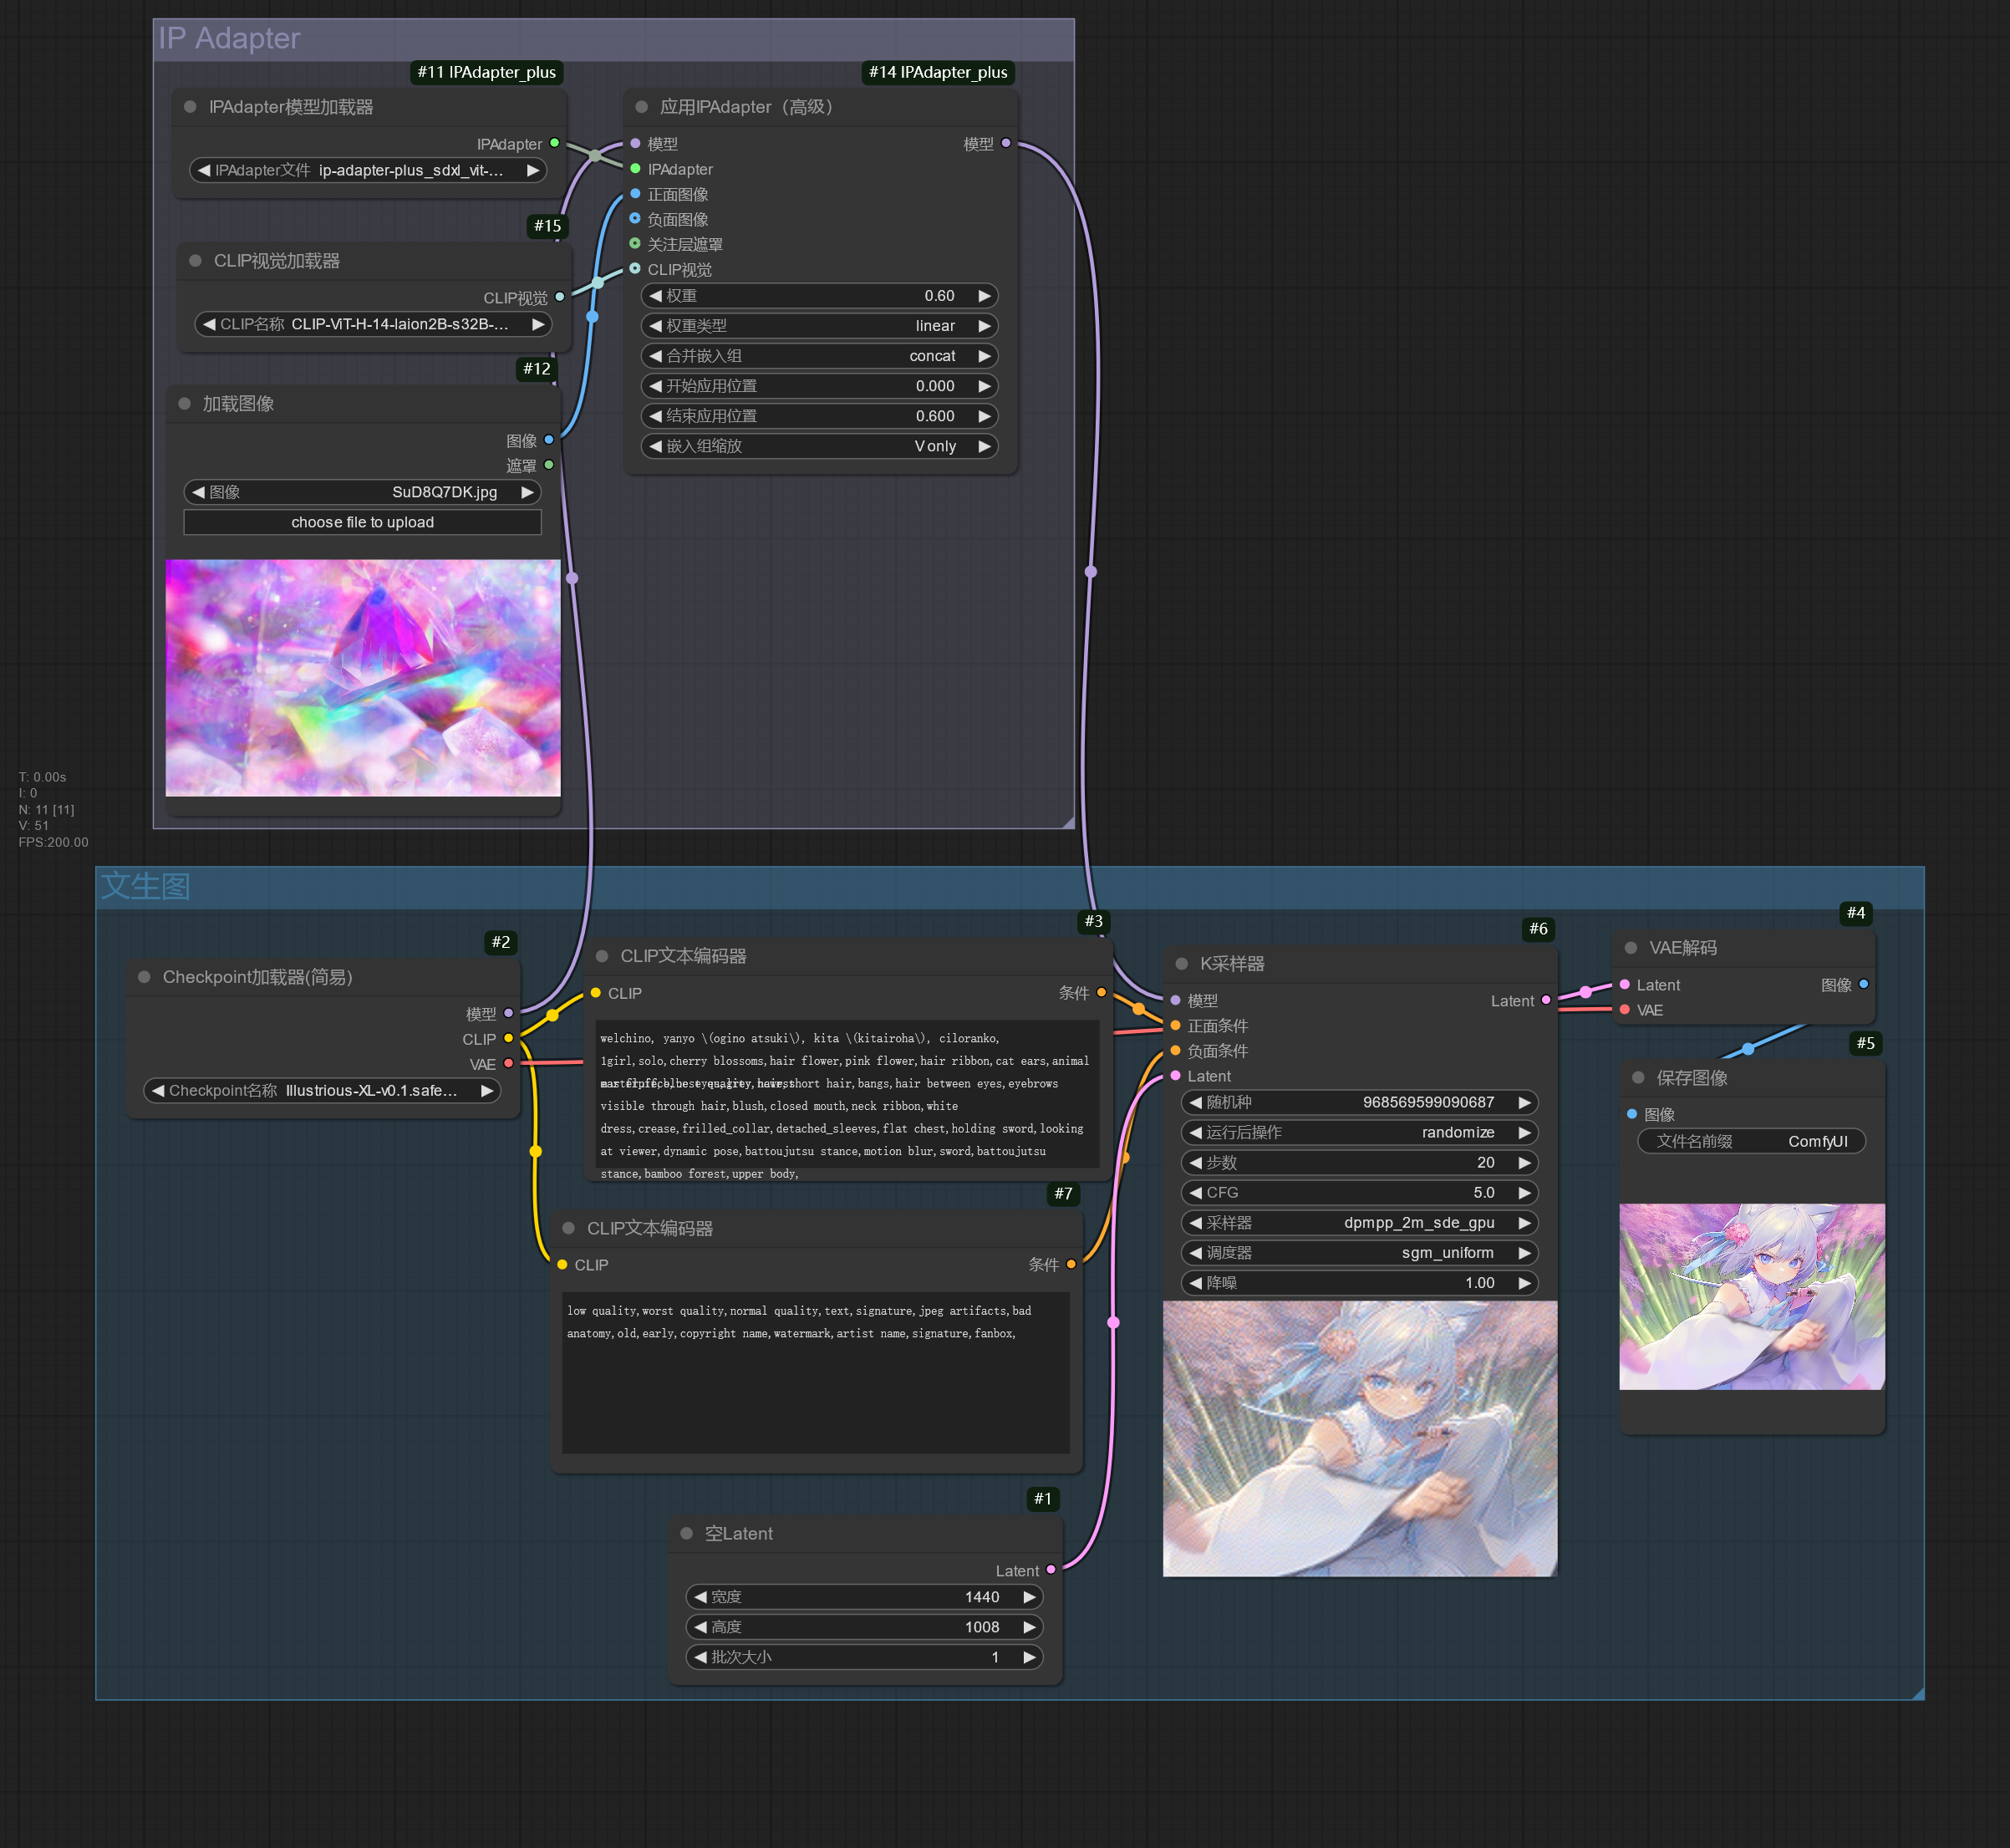 IP Adapter
#11 IPAdapter_plus
IPAdapter模型加载器
IPAdapter
IPAdapter文件 ip-adapter-plus_sdxl_vit-...
#15
CLIP视觉加载器
CLIP视觉
CLIP名称 CLIP-ViT-H-14-laion2B-s32B-...
#12
加载图像
图像
遮罩
图像 SuD8Q7DK.jpg
choose file to upload
#14 IPAdapter_plus
应用IPAdapter（高级）
模型 模型
IPAdapter
正面图像
负面图像
关注层遮罩
CLIP视觉
权重 0.60
权重类型 linear
合并嵌入组 concat
开始应用位置 0.000
结束应用位置 0.600
嵌入组缩放 V only
T: 0.00s
I: 0
N: 11 [11]
V: 51
FPS:200.00
文生图
#2
Checkpoint加载器(简易)
模型
CLIP
VAE
Checkpoint名称 Illustrious-XL-v0.1.safe...
#3
CLIP文本编码器
CLIP 条件
welchino, yanyo \(ogino atsuki\), kita \(kitairoha\), ciloranko,
1girl,solo,cherry blossoms,hair flower,pink flower,hair ribbon,cat ears,animal
short hair,bangs,hair between eyes,eyebrows
visible through hair,blush,closed mouth,neck ribbon,white
dress,crease,frilled_collar,detached_sleeves,flat chest,holding sword,looking
at viewer,dynamic pose,battoujutsu stance,motion blur,sword,battoujutsu
stance,bamboo forest,upper body,
#7
CLIP文本编码器
CLIP 条件
low quality,worst quality,normal quality,text,signature,jpeg artifacts,bad
anatomy,old,early,copyright name,watermark,artist name,signature,fanbox,
#1
空Latent
Latent
宽度 1440
高度 1008
批次大小 1
#6
K采样器
模型 Latent
正面条件
负面条件
Latent
随机种 968569599090687
运行后操作 randomize
步数 20
CFG 5.0
采样器 dpmpp_2m_sde_gpu
调度器 sgm_uniform
降噪 1.00
#4
VAE解码
Latent 图像
VAE
#5
保存图像
图像
文件名前缀 ComfyUI